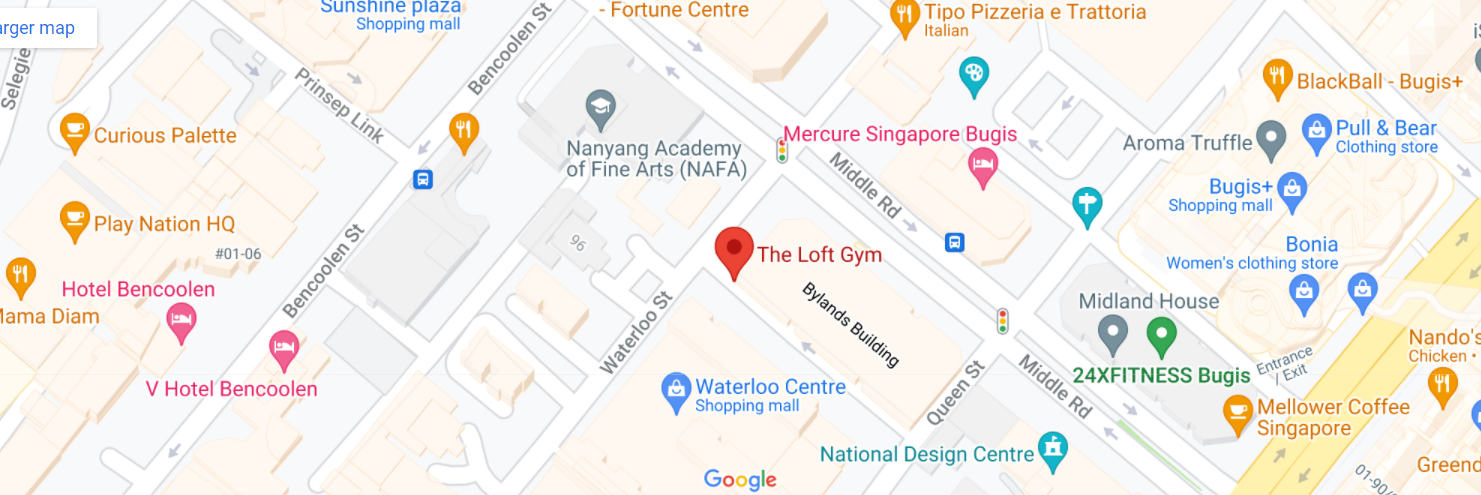 Sunshine plaza
Shopping mall
- Fortune Centre
Tipo Pizzeria e Trattoria
Italian
arger map
Selegie
Prinsep Link
Bencoolen St
BlackBall - Bugis+
Curious Palette
Nanyang Academy
of Fine Arts (NAFA)
Mercure Singapore Bugis
Middle Rd
Aroma Truffle
Pull & Bear
Clothing store
Bugis+
Shopping mall
Play Nation HQ
#01-06
96
The Loft Gym
Bonia
Women's clothing store
Hotel Bencoolen
Mama Diam
Bencoolen St
Waterloo St
Bylands Building
Midland House
24XFITNESS Bugis
Entrance
/ Exit
Nando's
Chicken •
V Hotel Bencoolen
Waterloo Centre
Shopping mall
Queen St
Middle Rd
Mellower Coffee
Singapore
National Design Centre
Google
Greend
01-90/